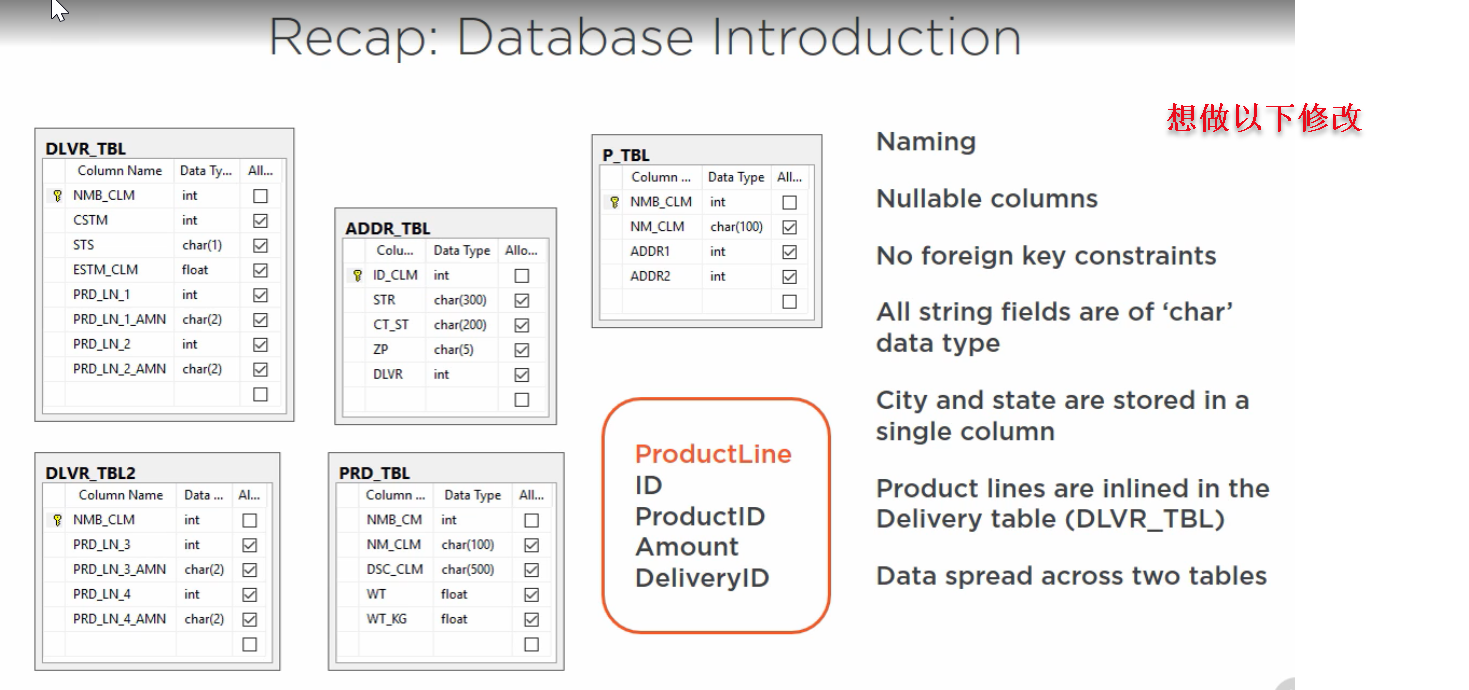 Recap: Database Introduction
想做以下修改
DLVR_TBL
Column Name Data Ty... All...
NMB_CLM int
CSTM int
STS char(1)
ESTM_CLM float
PRD_LN_1 int
PRD_LN_1_AMN char(2)
PRD_LN_2 int
PRD_LN_2_AMN char(2)
ADDR_TBL
Colu... Data Type Allo...
ID_CLM int
STR char(300)
CT_ST char(200)
ZP char(5)
DLVR int
P_TBL
Column ... Data Type All...
NMB_CLM int
NM_CLM char(100)
ADDR1 int
ADDR2 int
DLVR_TBL2
Column Name Data ... Al...
NMB_CLM int
PRD_LN_3 int
PRD_LN_3_AMN char(2)
PRD_LN_4 int
PRD_LN_4_AMN char(2)
PRD_TBL
Column ... Data Type All...
NMB_CM int
NM_CLM char(100)
DSC_CLM char(500)
WT float
WT_KG float
ProductLine
ID
ProductID
Amount
DeliveryID
Naming
Nullable columns
No foreign key constraints
All string fields are of ‘char’
data type
City and state are stored in a
single column
Product lines are inlined in the
Delivery table (DLVR_TBL)
Data spread across two tables